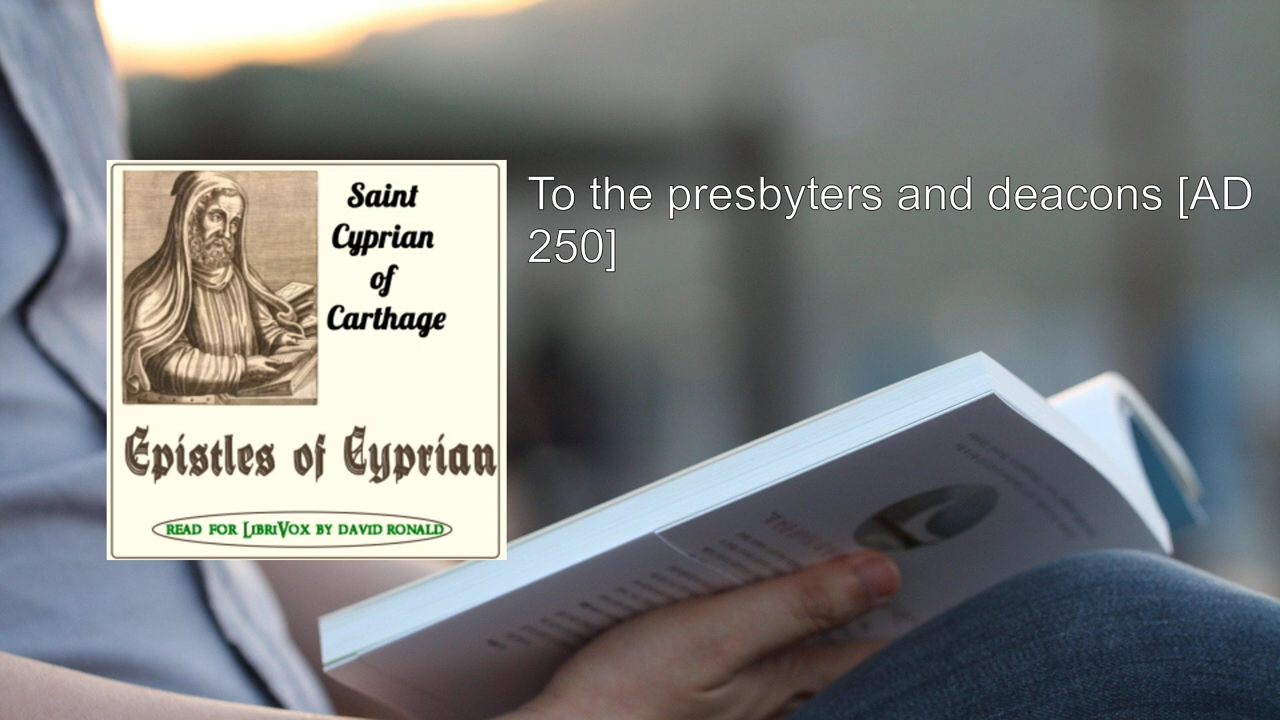 Saint
Cyprian
of
Carthage
Epistles of Cyprian
READ FOR LIBRIVOX BY DAVID RONALD
To the presbyters and deacons [AD
250]